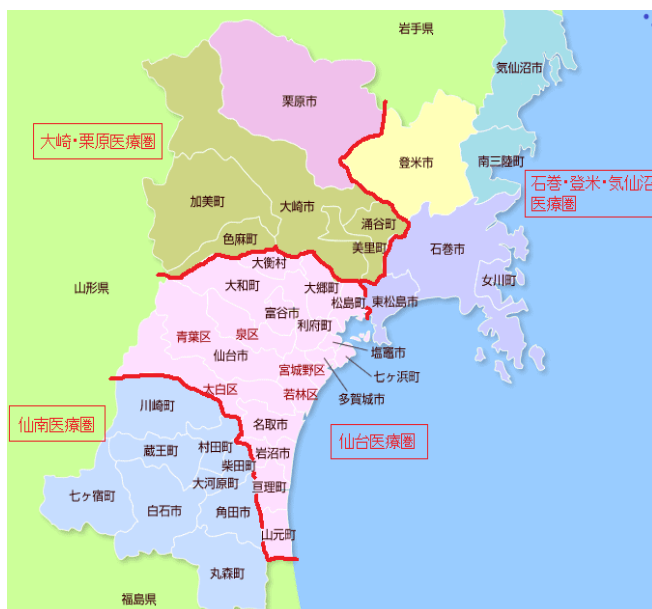 岩手県
気仙沼市
栗原市
大崎・栗原医療圏
登米市
南三陸町
石巻・登米・気仙沼
医療圏
加美町
大崎市
涌谷町
色麻町
美里町
石巻市
大衡村
女川町
山形県
大和町
大郷町
松島町
東松島市
富谷市
利府町
青葉区
泉区
塩竈市
仙台市
宮城野区
七ヶ浜町
太白区
若林区
多賀城市
川崎町
仙南医療圏
名取市
仙台医療圏
蔵王町
村田町
岩沼市
柴田町
大河原町
亘理町
七ヶ宿町
白石市
角田市
山元町
丸森町
福島県